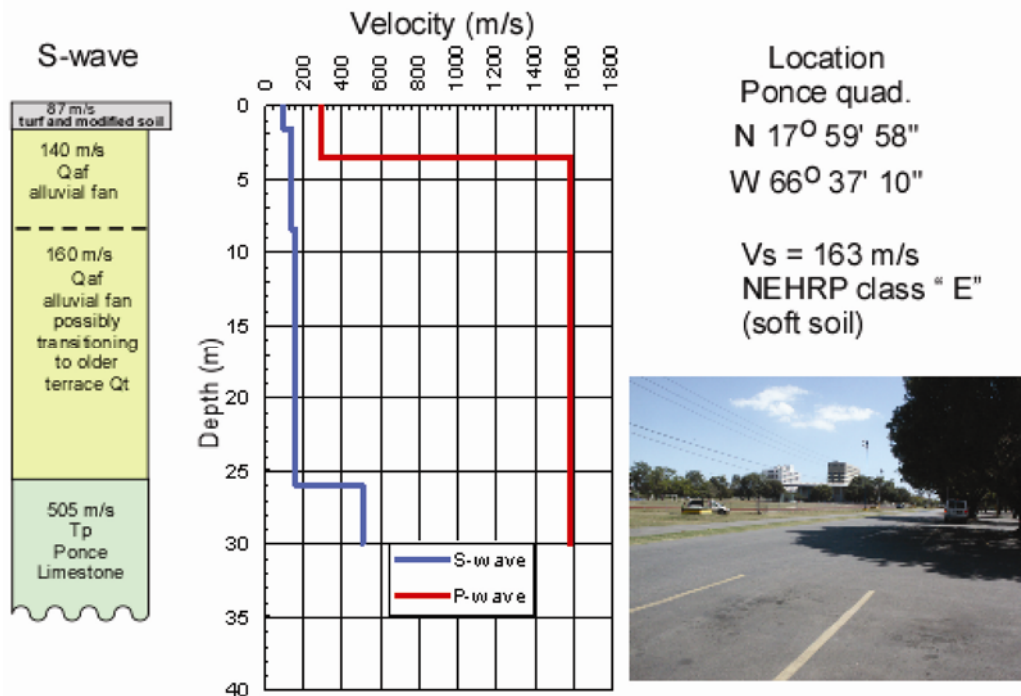 S-wave
87 m/s
turf and modified soil
140 m/s
Qaf
alluvial fan
160 m/s
Qaf
alluvial fan
possibly
transitioning
to older
terrace Qt
505 m/s
Tp
Ponce
Limestone
Velocity (m/s)
0 200 400 600 800 1000 1200 1400 1600 1800
Depth (m)
0
5
10
15
20
25
30
35
40
S-wave
P-wave
Location
Ponce quad.
N 17° 59' 58"
W 66° 37' 10"
Vs = 163 m/s
NEHRP class " E"
(soft soil)